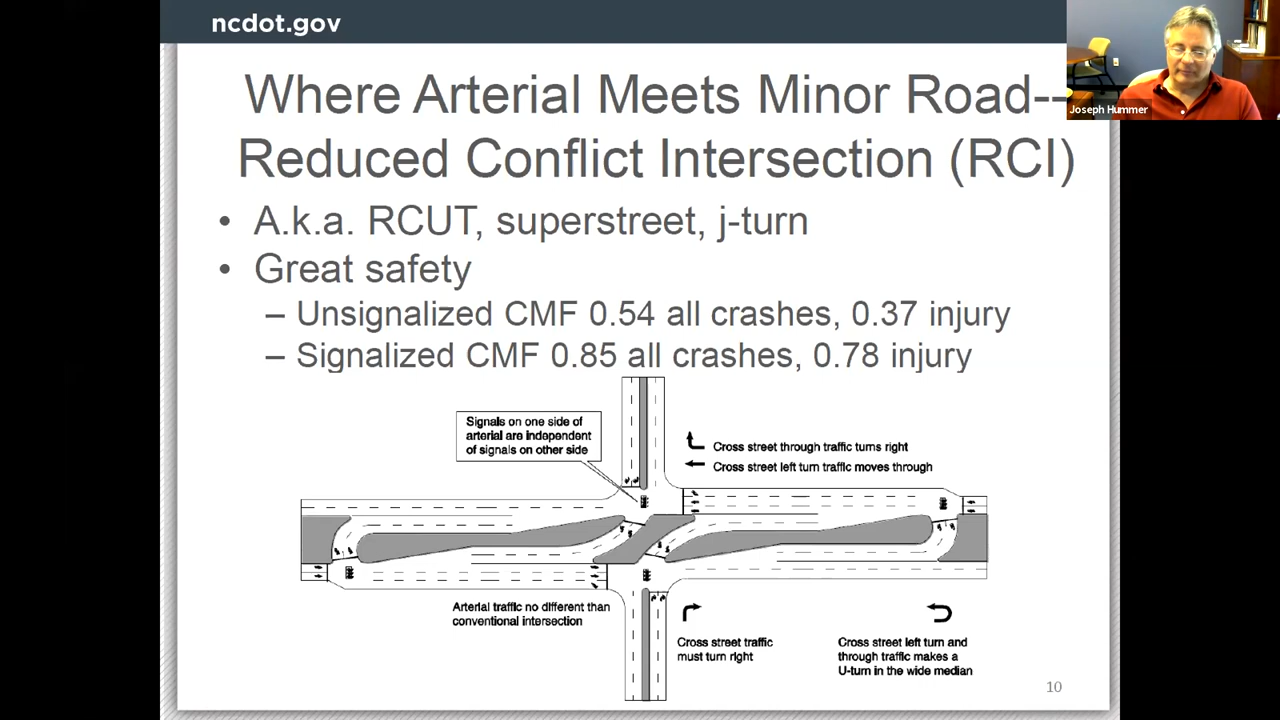 ncdot.gov
Joseph Hummer
Where Arterial Meets Minor Road--
Reduced Conflict Intersection (RCI)
• A.k.a. RCUT, superstreet, j-turn
• Great safety
– Unsignalized CMF 0.54 all crashes, 0.37 injury
– Signalized CMF 0.85 all crashes, 0.78 injury
Signals on one side of
arterial are independent
of signals on other side
Cross street through traffic turns right
Cross street left turn traffic moves through
Arterial traffic no different than
conventional intersection
Cross street traffic
must turn right
Cross street left turn and
through traffic makes a
U-turn in the wide median
10